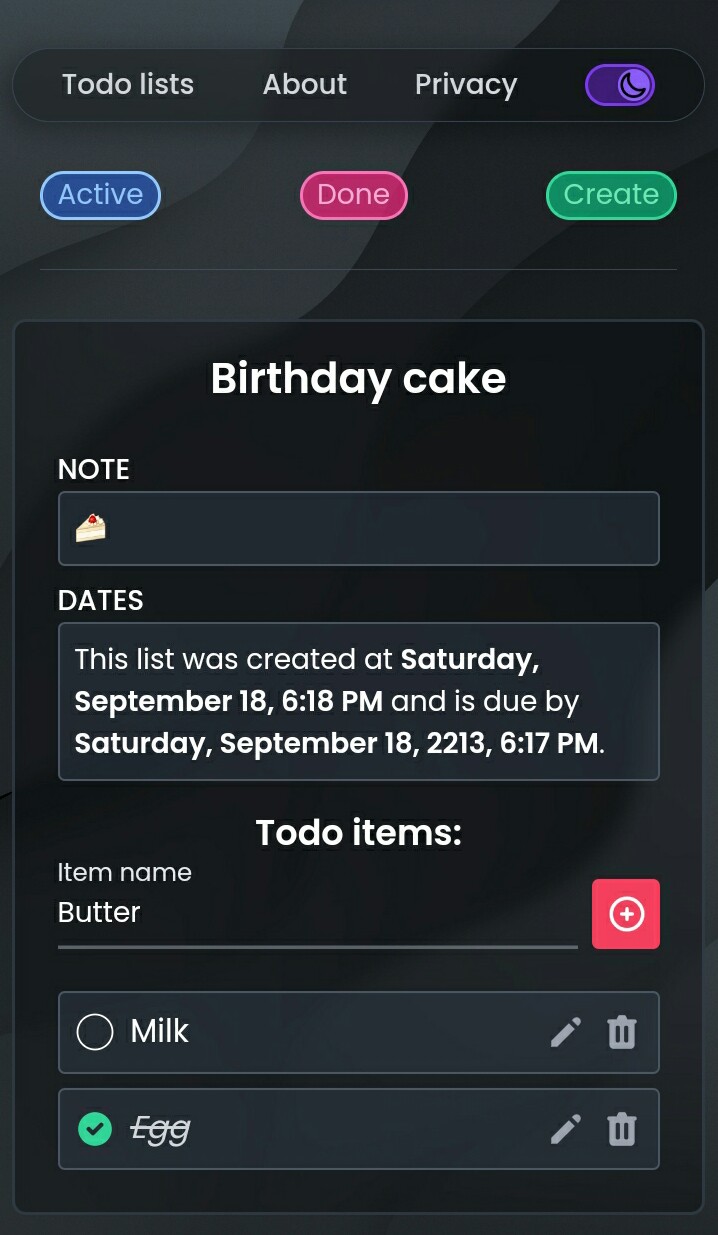 Todo lists About Privacy
Active Done Create
Birthday cake
NOTE
🍰
DATES
This list was created at Saturday,
September 18, 6:18 PM and is due by
Saturday, September 18, 2213, 6:17 PM.
Todo items:
Item name
Butter
Milk
Egg